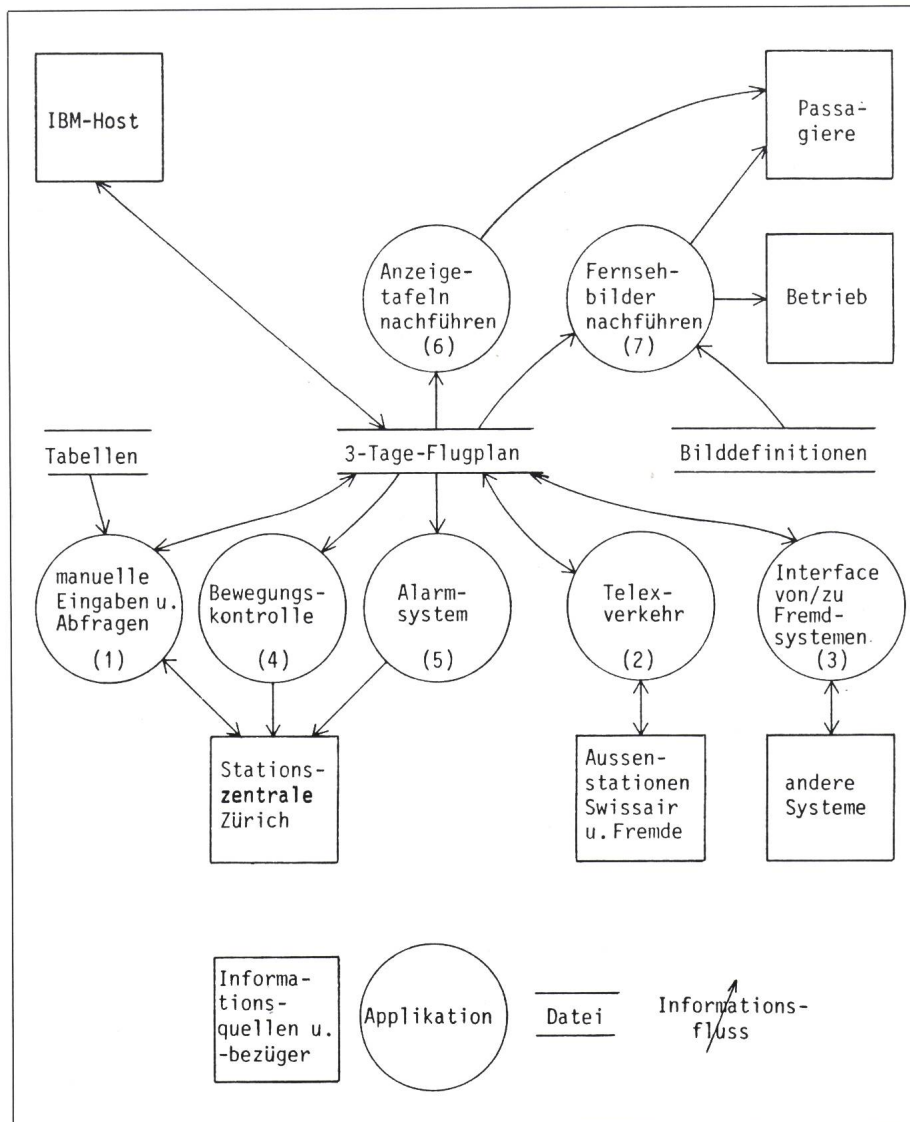 IBM-Host
Passa-
giere
Anzeige-
tafeln
nachführen
(6)
Fernseh-
bilder
nachführen
(7)
Betrieb
Tabellen
3-Tage-Flugplan
Bilddefinitionen
manuelle
Eingaben u.
Abfragen
(1)
Bewegungs-
kontrolle
(4)
Alarm-
system
(5)
Telex-
verkehr
(2)
Interface
von/zu
Fremd-
systemen
(3)
Stations-
zentrale
Zürich
Aussen-
stationen
Swissair
u. Fremde
andere
Systeme
Informa-
tions-
quellen u.
-bezüger
Applikation
Datei
Informations-
fluss